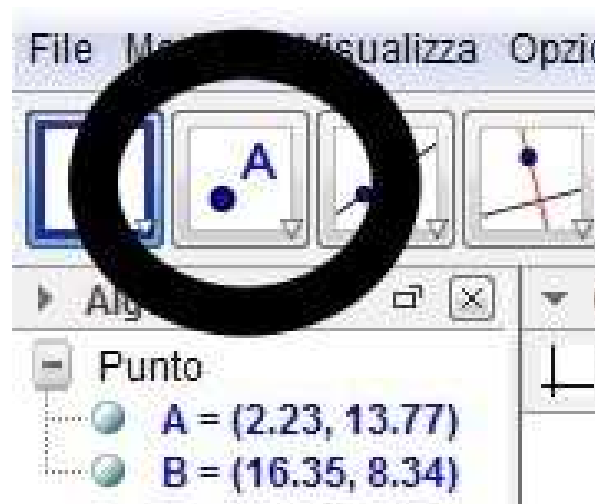 File Visualizza
A
Punto
A = (2.23, 13.77)
B = (16.35, 8.34)